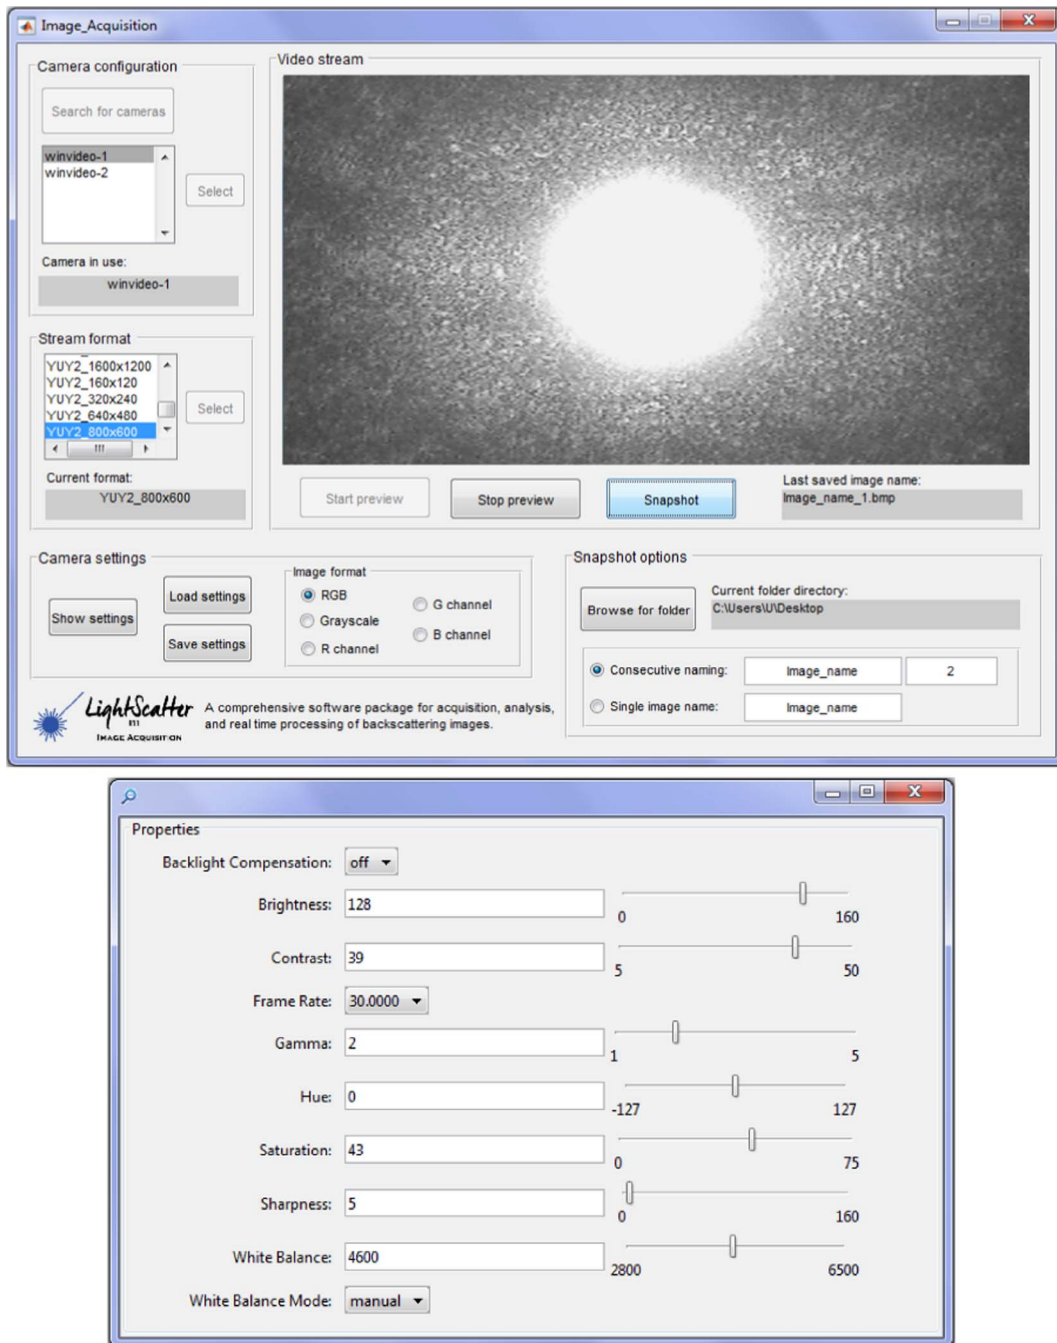 Image_Acquisition
Camera configuration
Search for cameras
winvideo-1
winvideo-2
Select
Camera in use:
winvideo-1
Stream format
YUY2_1600x1200
YUY2_160x120
YUY2_320x240
YUY2_640x480
YUY2_800x600
Select
Current format:
YUY2_800x600
Video stream
Start preview
Stop preview
Snapshot
Last saved image name:
Image_name_1.bmp
Camera settings
Show settings
Load settings
Save settings
Image format
RGB
Grayscale
R channel
G channel
B channel
Snapshot options
Browse for folder
Current folder directory:
C:\Users\U\Desktop
Consecutive naming: Image_name 2
Single image name: Image_name
LightScatter
IMAGE ACQUISITION
A comprehensive software package for acquisition, analysis,
and real time processing of backscattering images.
Properties
Backlight Compensation: off
Brightness: 128
0 160
Contrast: 39
5 50
Frame Rate: 30.0000
Gamma: 2
1 5
Hue: 0
-127 127
Saturation: 43
0 75
Sharpness: 5
0 160
White Balance: 4600
2800 6500
White Balance Mode: manual